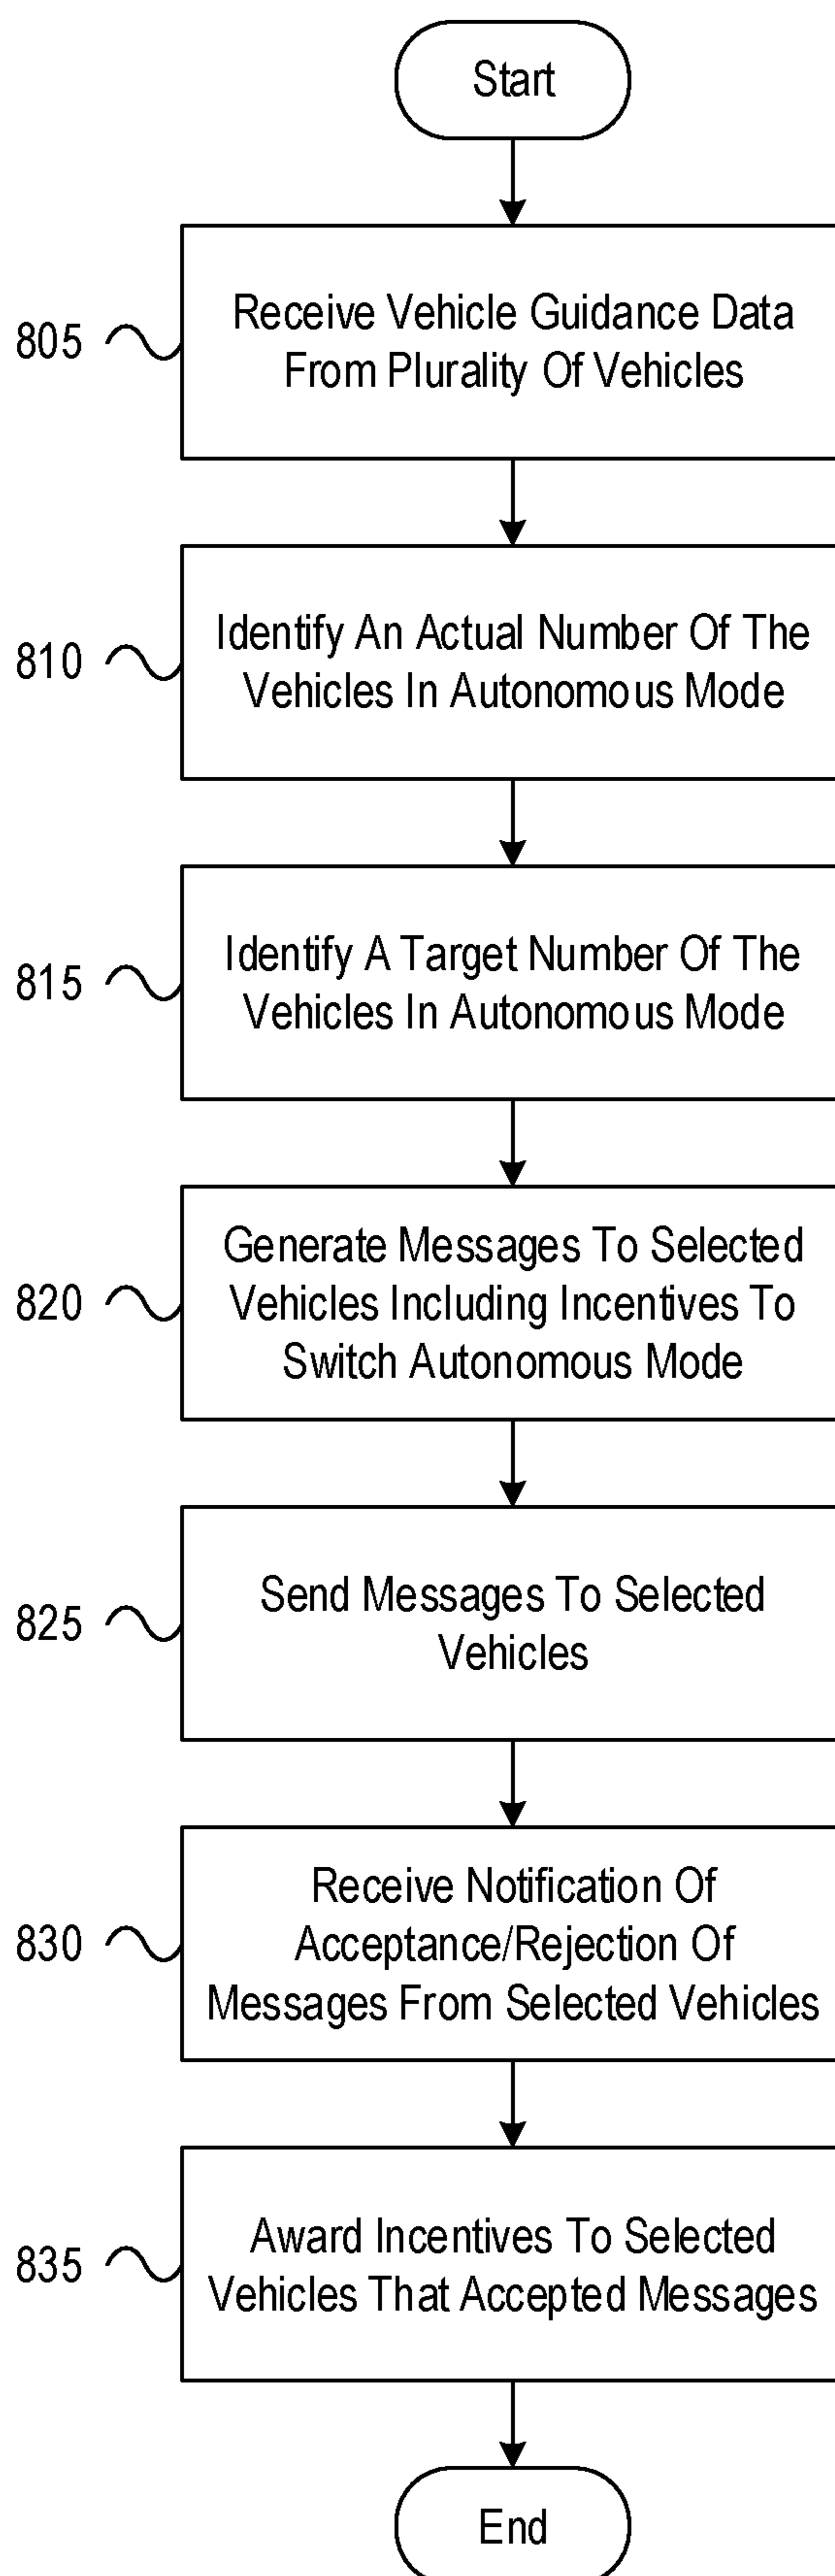 Start
Receive Vehicle Guidance Data
From Plurality Of Vehicles
805
Identify An Actual Number Of The
Vehicles In Autonomous Mode
810
Identify A Target Number Of The
Vehicles In Autonomous Mode
815
Generate Messages To Selected
Vehicles Including Incentives To
Switch Autonomous Mode
820
Send Messages To Selected
Vehicles
825
Receive Notification Of
Acceptance/Rejection Of
Messages From Selected Vehicles
830
Award Incentives To Selected
Vehicles That Accepted Messages
835
End